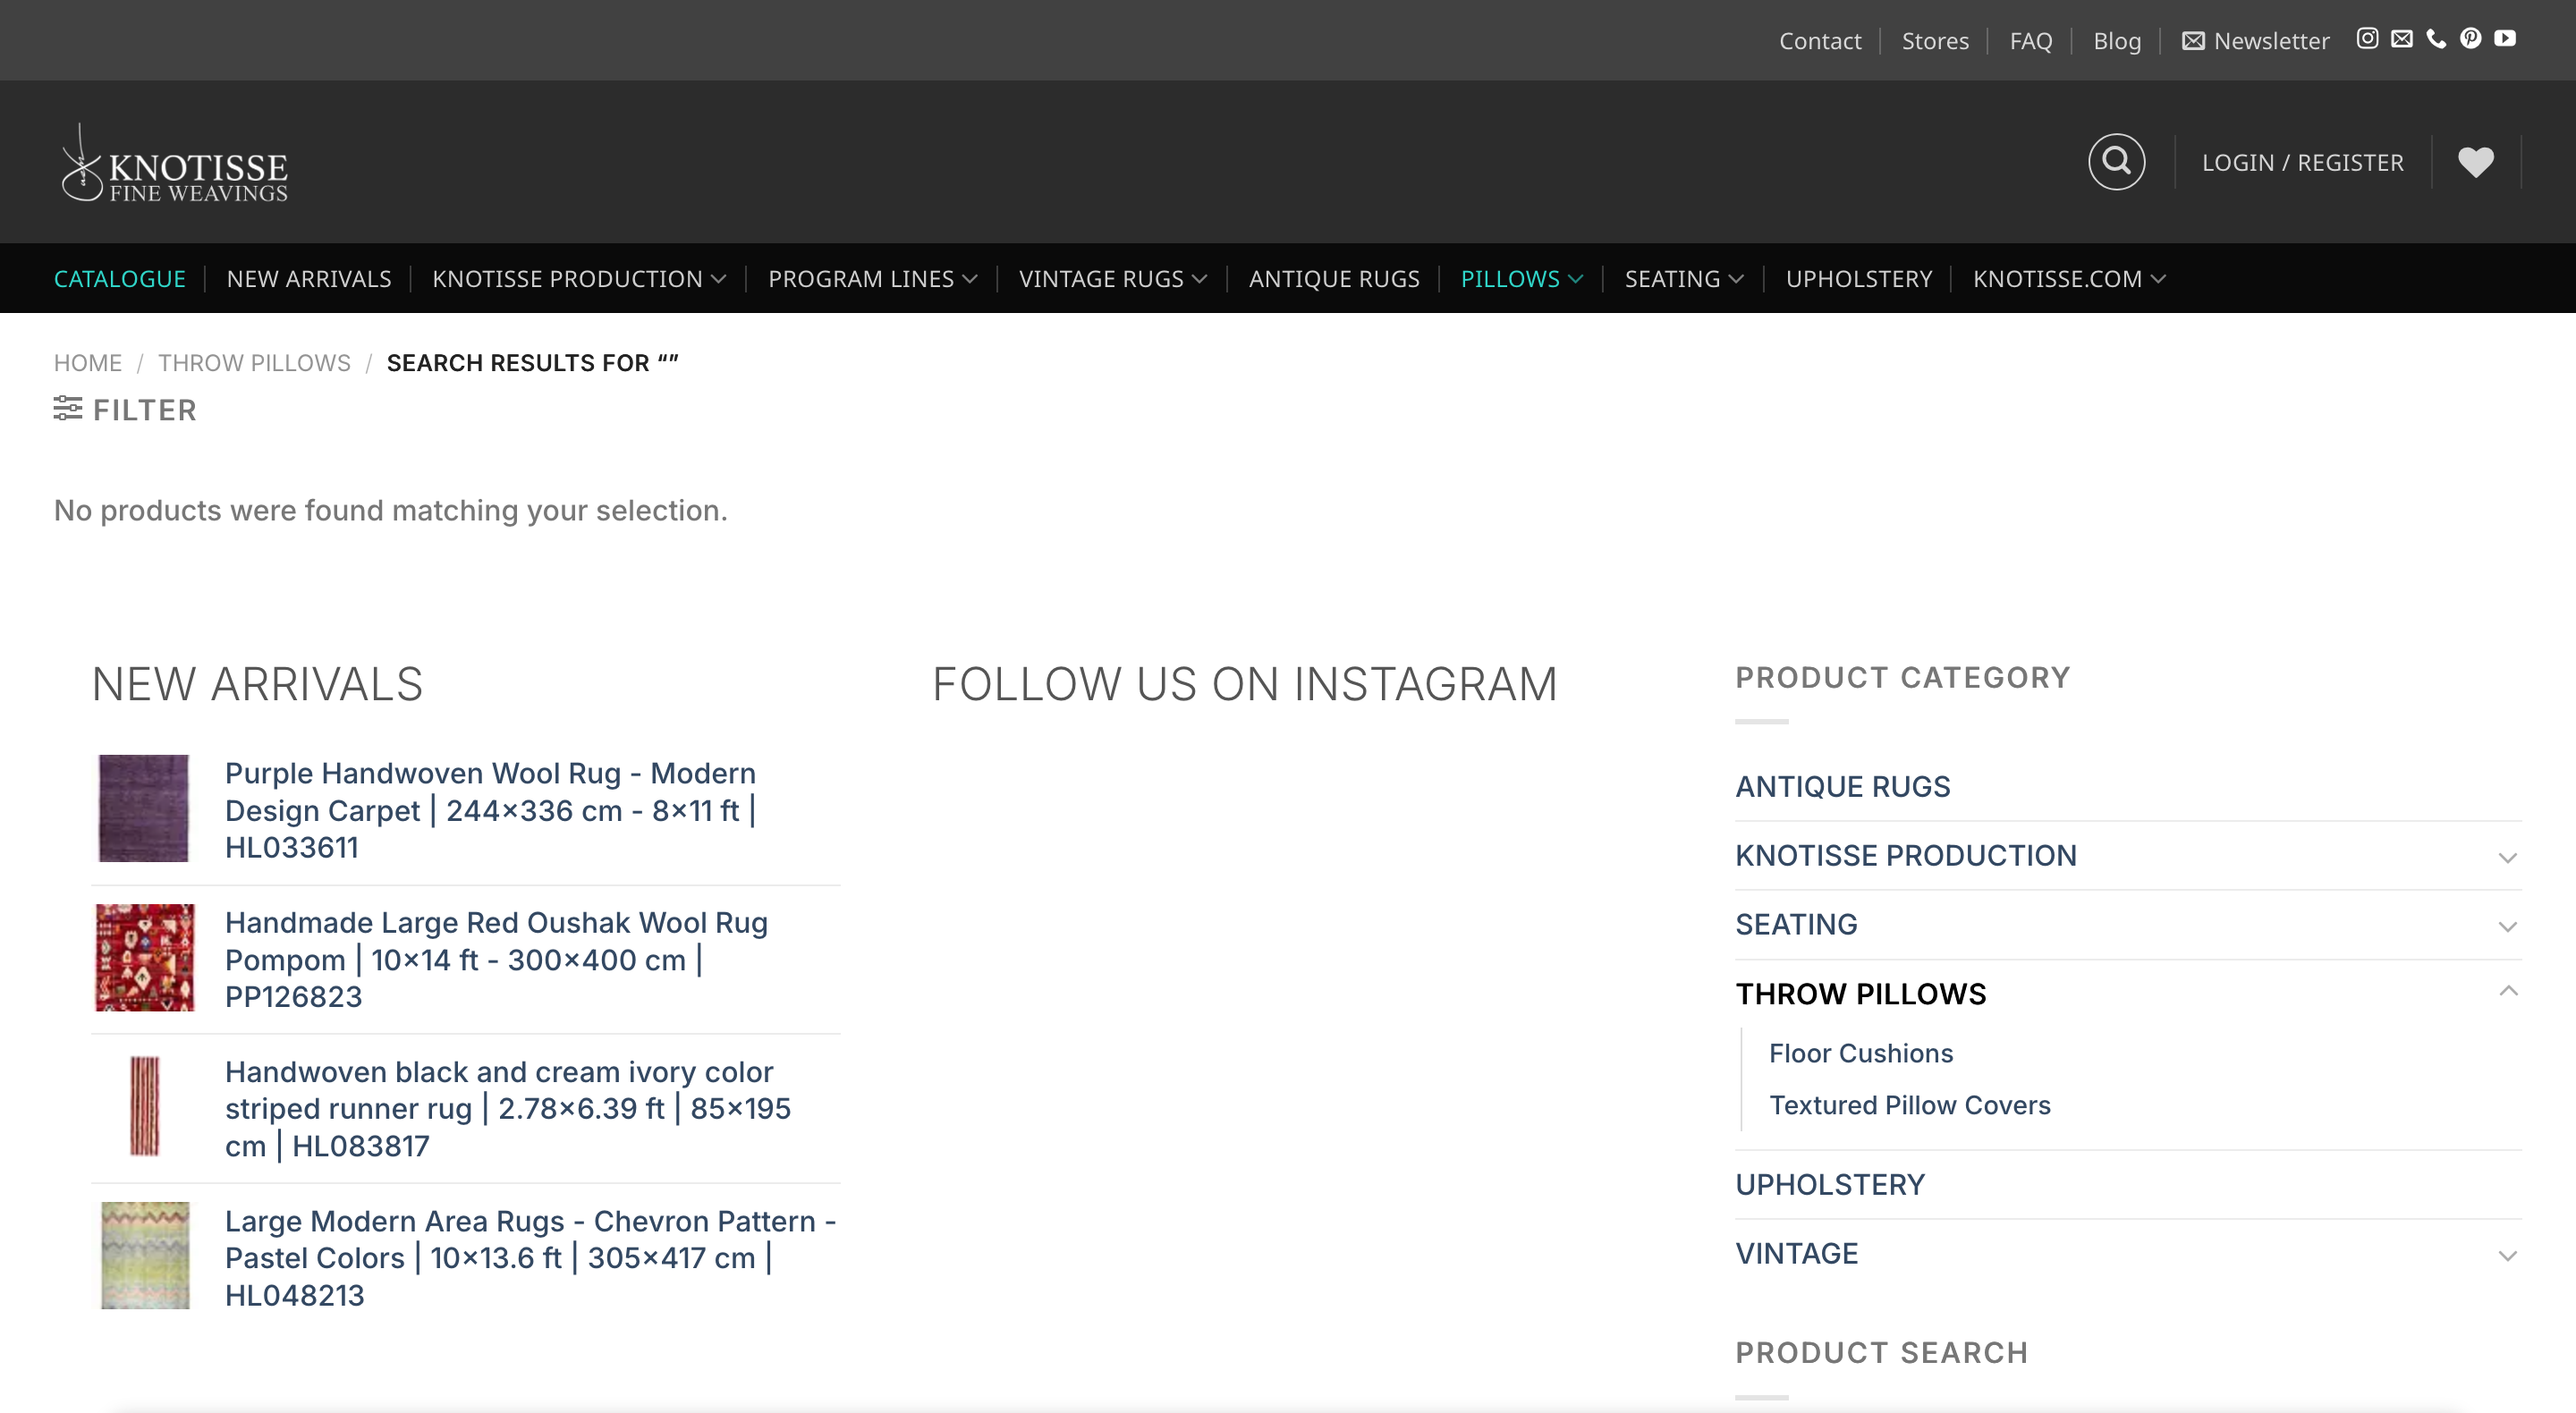 Contact
Stores
FAQ
Blog
Newsletter
KNOTISSE
FINE WEAVINGS
LOGIN / REGISTER
CATALOGUE
NEW ARRIVALS
KNOTISSE PRODUCTION
PROGRAM LINES
VINTAGE RUGS
ANTIQUE RUGS
PILLOWS
SEATING
UPHOLSTERY
KNOTISSE.COM
HOME / THROW PILLOWS / SEARCH RESULTS FOR “”
FILTER
No products were found matching your selection.
NEW ARRIVALS
Purple Handwoven Wool Rug - Modern
Design Carpet | 244×336 cm - 8×11 ft |
HL033611
Handmade Large Red Oushak Wool Rug
Pompom | 10×14 ft - 300×400 cm |
PP126823
Handwoven black and cream ivory color
striped runner rug | 2.78×6.39 ft | 85×195
cm | HL083817
Large Modern Area Rugs - Chevron Pattern -
Pastel Colors | 10×13.6 ft | 305×417 cm |
HL048213
FOLLOW US ON INSTAGRAM
PRODUCT CATEGORY
ANTIQUE RUGS
KNOTISSE PRODUCTION
SEATING
THROW PILLOWS
Floor Cushions
Textured Pillow Covers
UPHOLSTERY
VINTAGE
PRODUCT SEARCH